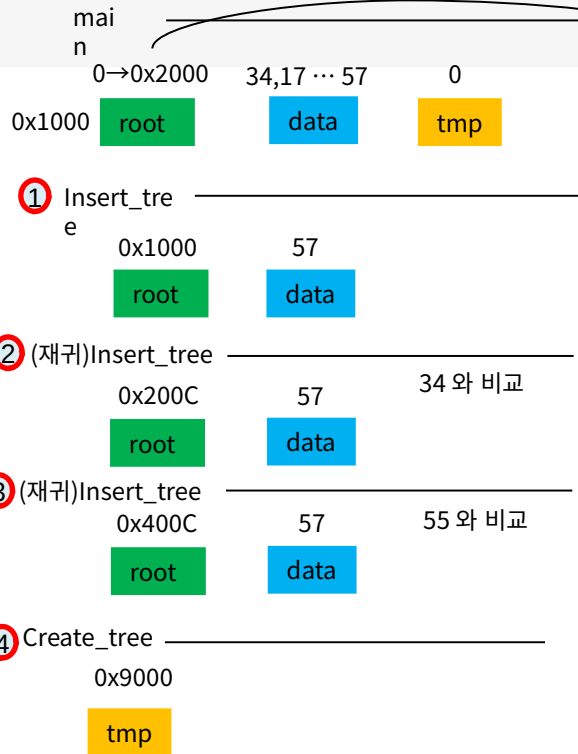 mai
n
0→0x2000 34,17 ··· 57 0
0x1000 root data tmp
1 Insert_tre
e
0x1000 57
root data
2 (재귀)Insert_tree
34 와 비교
0x200C 57
root data
3 (재귀)Insert_tree
0x400C 57 55 와 비교
root data
4 Create_tree
0x9000
tmp